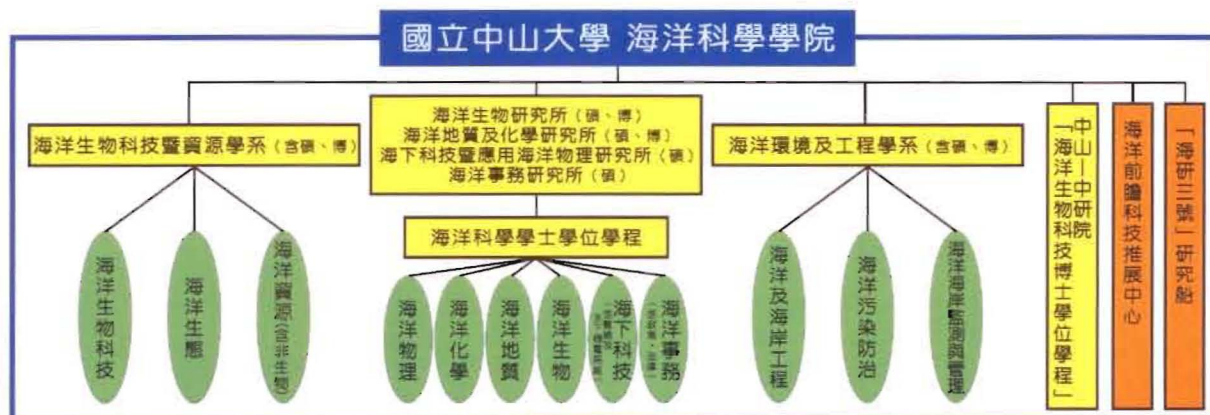 國立中山大學 海洋科學學院
海洋生物科技暨資源學系（含碩、博）
海洋生物研究所（碩、博）
海洋地質及化學研究所（碩、博）
海下科技暨應用海洋物理研究所（碩）
海洋事務研究所（碩）
海洋環境及工程學系（含碩、博）
中山—中研院
「海洋生物科技博士學位學程」
海洋前瞻科技推展中心
「海研三號」研究船
海洋科學學士學位學程
海洋生物科技
海洋生態
海洋資源（含非生物）
海洋物理
海洋化學
海洋地質
海洋生物
海下科技
海洋事務
海洋及海岸工程
海洋污染防治
海洋海岸監測與管理